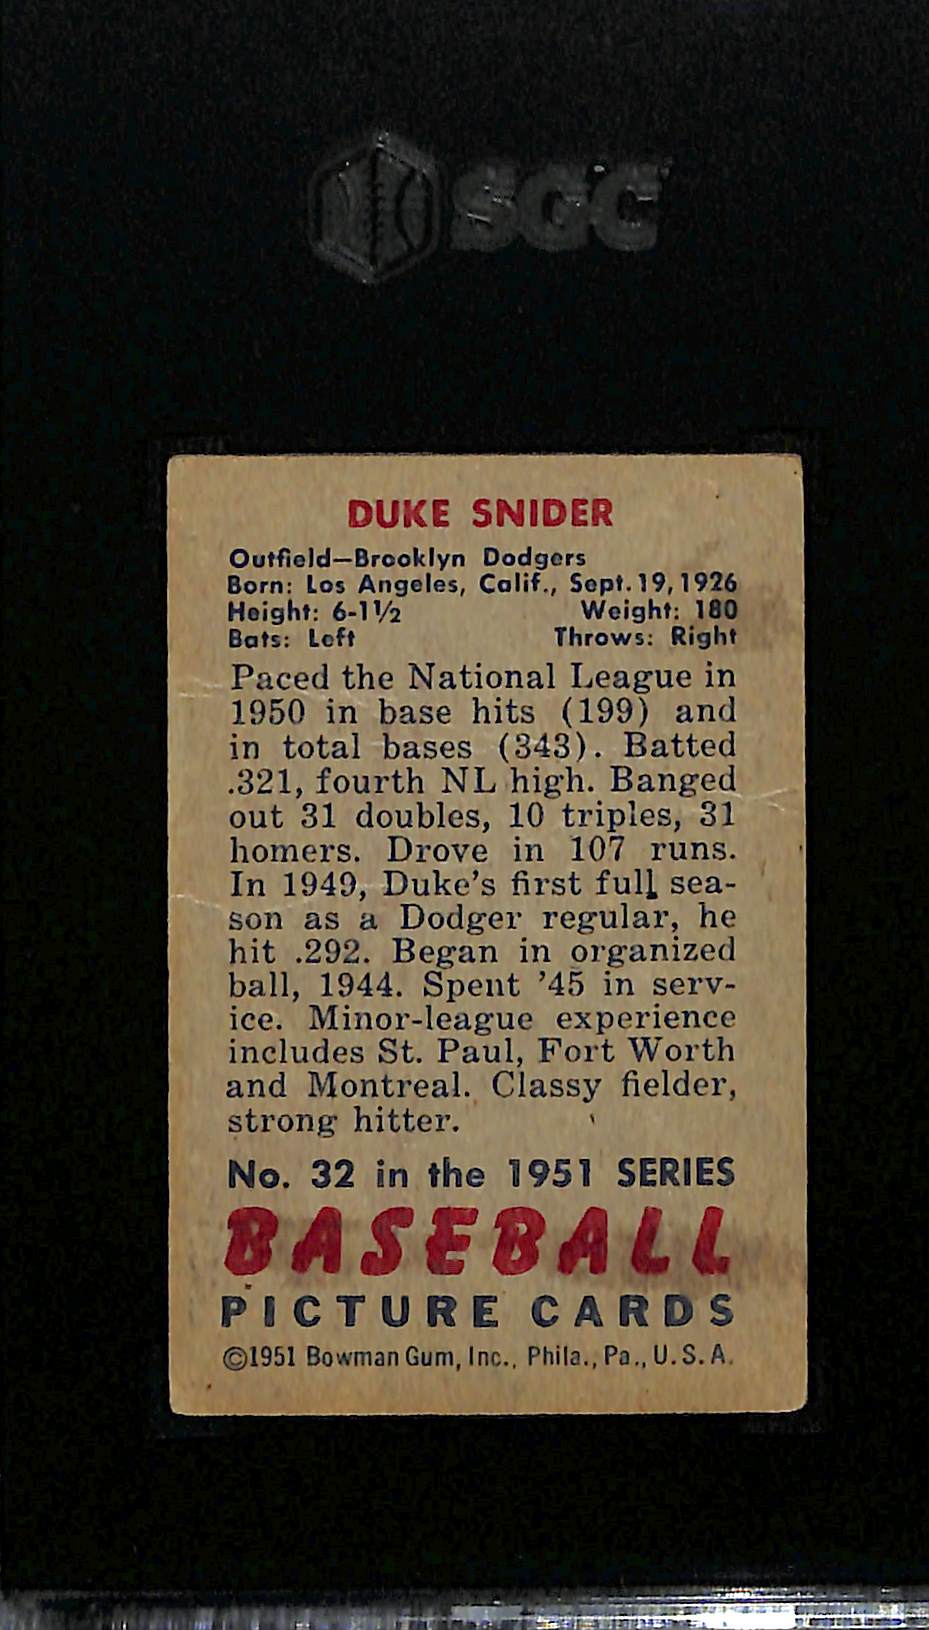 SGC
DUKE SNIDER
Outfield—Brooklyn Dodgers
Born: Los Angeles, Calif., Sept. 19, 1926
Height: 6-1½ Weight: 180
Bats: Left Throws: Right
Paced the National League in
1950 in base hits (199) and
in total bases (343). Batted
.321, fourth NL high. Banged
out 31 doubles, 10 triples, 31
homers. Drove in 107 runs.
In 1949, Duke's first full sea-
son as a Dodger regular, he
hit .292. Began in organized
ball, 1944. Spent '45 in serv-
ice. Minor-league experience
includes St. Paul, Fort Worth
and Montreal. Classy fielder,
strong hitter.
No. 32 in the 1951 SERIES
BASEBALL
PICTURE CARDS
©1951 Bowman Gum, Inc., Phila., Pa., U.S.A.